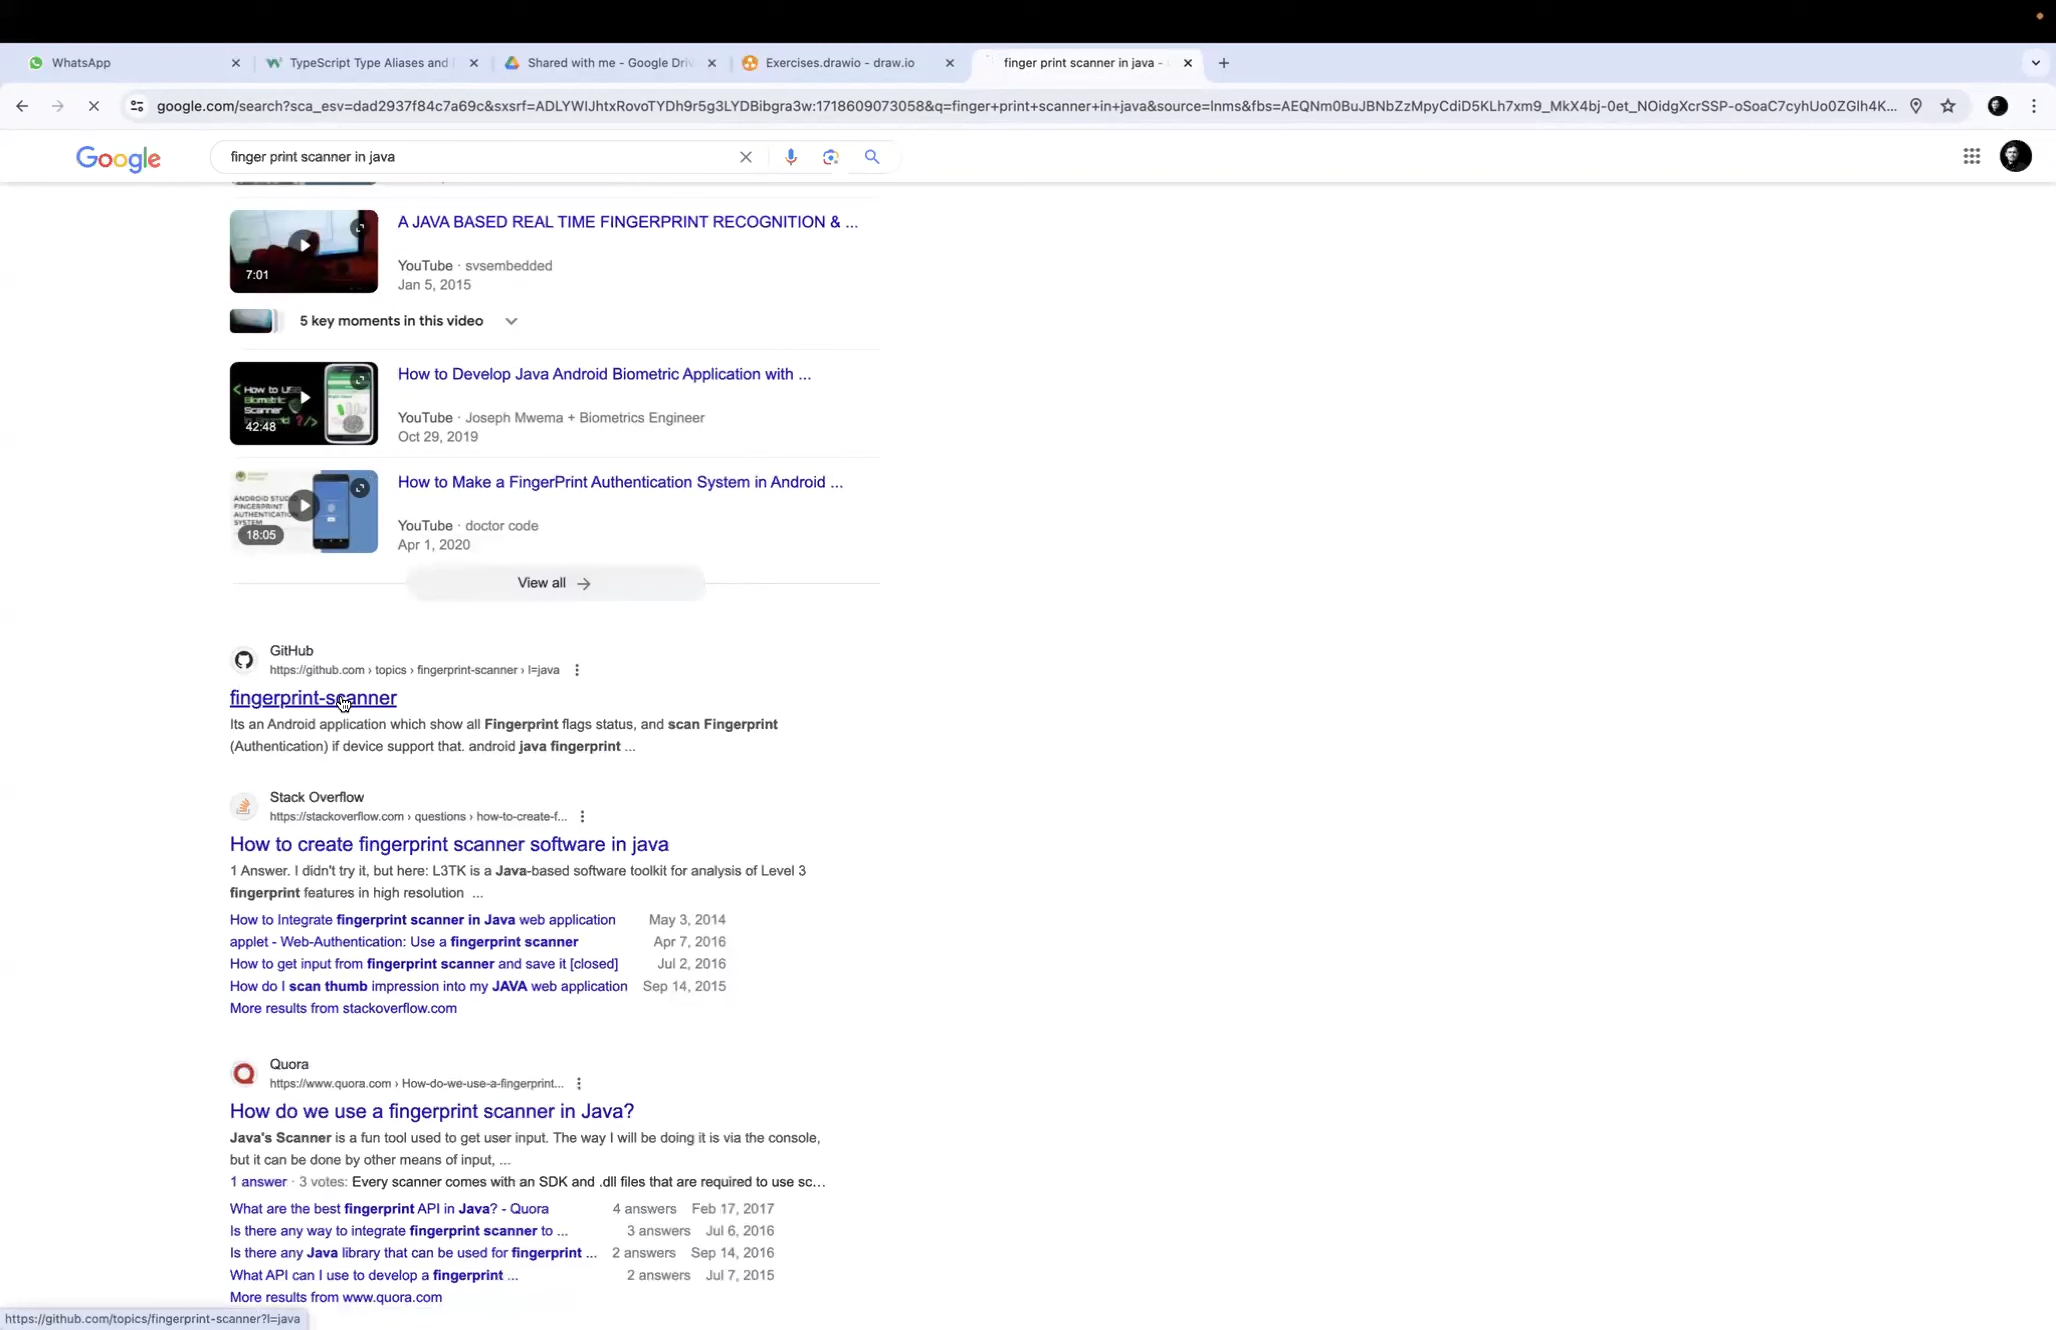 WhatsApp
TypeScript Type Aliases and
Shared with me - Google Driv
Exercises.drawio - draw.io
finger print scanner in java -
google.com/search?sca_esv=dad2937f84c7a69c&sxsrf=ADLYWIJhtxRovoTYDh9r5g3LYDBibgra3w:1718609073058&q=finger+print+scanner+in+java&source=lnms&fbs=AEQNm0BuJBNbZzMpyCdiD5KLh7xm9_MkX4bj-0et_NOidgXcrSSP-oSoaC7cyhUo0ZGlh4K...
Google
finger print scanner in java
A JAVA BASED REAL TIME FINGERPRINT RECOGNITION & ...
YouTube · svsembedded
Jan 5, 2015
7:01
5 key moments in this video
How to Develop Java Android Biometric Application with ...
YouTube · Joseph Mwema + Biometrics Engineer
Oct 29, 2019
How to Use
Biometric
Scanner
42:48
How to Make a FingerPrint Authentication System in Android ...
YouTube · doctor code
Apr 1, 2020
ANDROID STUDIO
FINGERPRINT
AUTHENTICATION
SYSTEM
18:05
View all
GitHub
https://github.com › topics › fingerprint-scanner › l=java
fingerprint-scanner
Its an Android application which show all Fingerprint flags status, and scan Fingerprint
(Authentication) if device support that. android java fingerprint ...
Stack Overflow
https://stackoverflow.com › questions › how-to-create-f...
How to create fingerprint scanner software in java
1 Answer. I didn't try it, but here: L3TK is a Java-based software toolkit for analysis of Level 3
fingerprint features in high resolution ...
How to Integrate fingerprint scanner in Java web application May 3, 2014
applet - Web-Authentication: Use a fingerprint scanner Apr 7, 2016
How to get input from fingerprint scanner and save it [closed] Jul 2, 2016
How do I scan thumb impression into my JAVA web application Sep 14, 2015
More results from stackoverflow.com
Quora
https://www.quora.com › How-do-we-use-a-fingerprint...
How do we use a fingerprint scanner in Java?
Java's Scanner is a fun tool used to get user input. The way I will be doing it is via the console,
but it can be done by other means of input, ...
1 answer · 3 votes: Every scanner comes with an SDK and .dll files that are required to use sc...
What are the best fingerprint API in Java? - Quora 4 answers Feb 17, 2017
Is there any way to integrate fingerprint scanner to ... 3 answers Jul 6, 2016
Is there any Java library that can be used for fingerprint ... 2 answers Sep 14, 2016
What API can I use to develop a fingerprint ... 2 answers Jul 7, 2015
More results from www.quora.com
https://github.com/topics/fingerprint-scanner?l=java